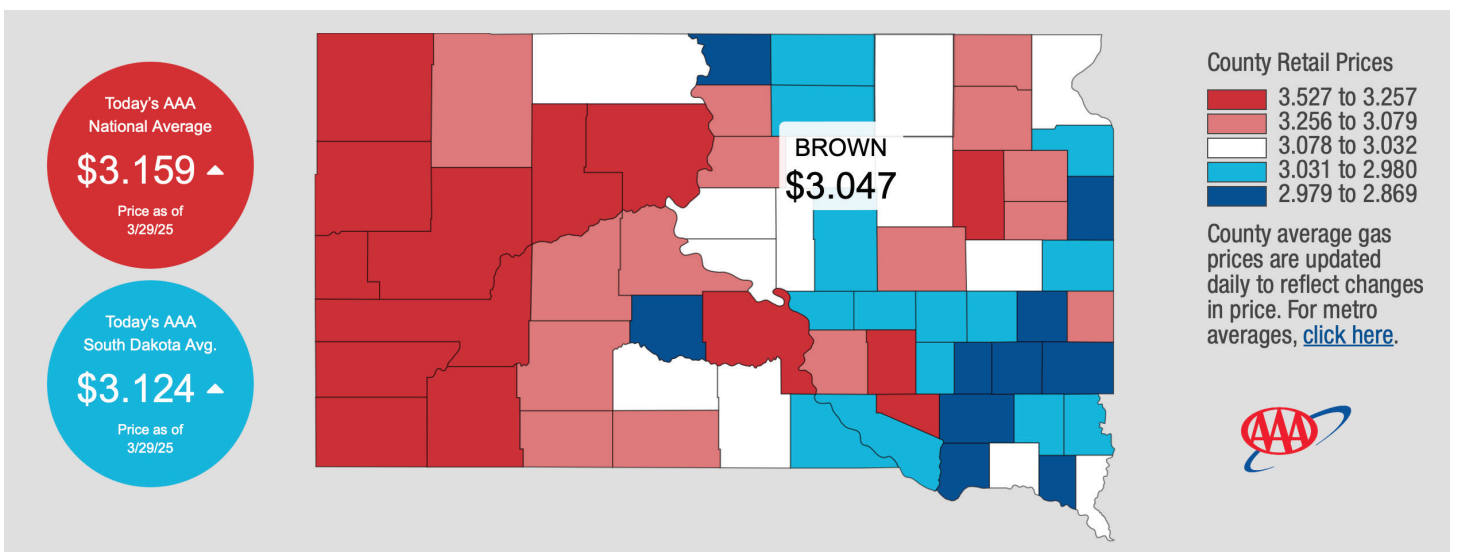 Today's AAA
National Average
$3.159
Price as of
3/29/25
Today's AAA
South Dakota Avg.
$3.124
Price as of
3/29/25
BROWN
$3.047
County Retail Prices
3.527 to 3.257
3.256 to 3.079
3.078 to 3.032
3.031 to 2.980
2.979 to 2.869
County average gas
prices are updated
daily to reflect changes
in price. For metro
averages, click here.
AAA